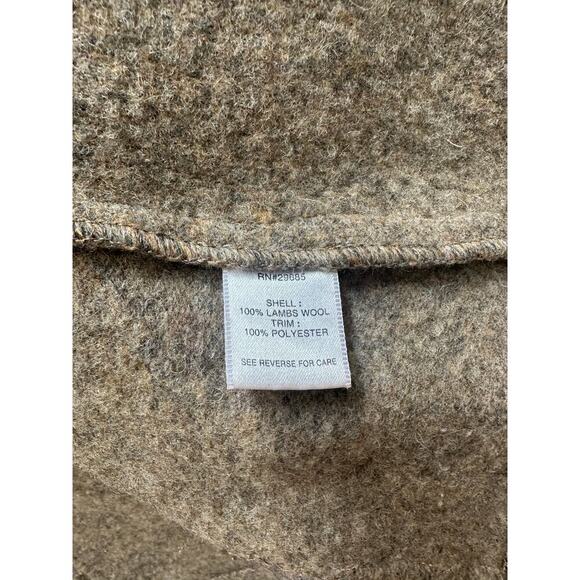 RN#29685
SHELL :
100% LAMBS WOOL
TRIM :
100% POLYESTER
SEE REVERSE FOR CARE